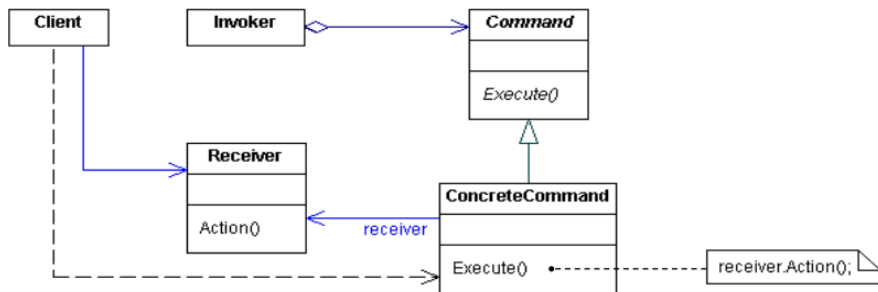 Client
Invoker
Command
Execute()
Receiver
Action()
receiver
ConcreteCommand
Execute()
receiver.Action();